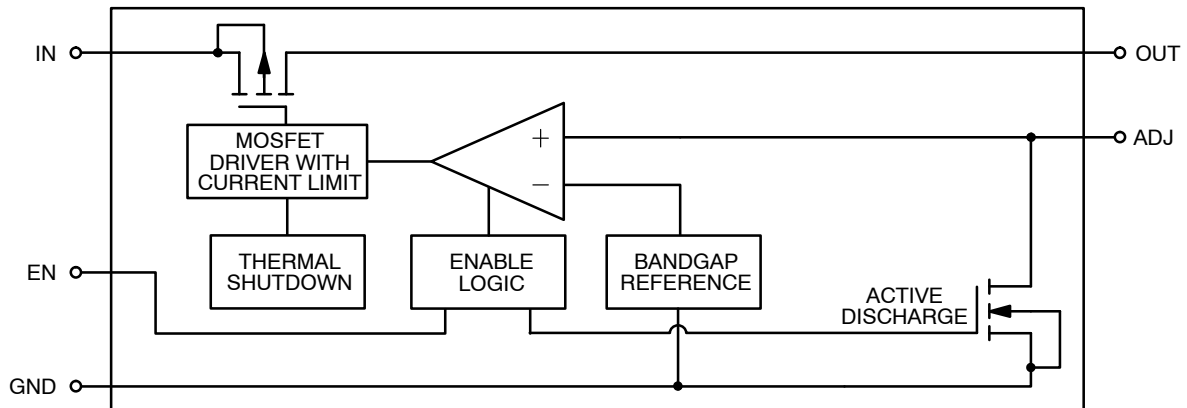 IN
OUT
ADJ
MOSFET
DRIVER WITH
CURRENT LIMIT
+
−
THERMAL
SHUTDOWN
ENABLE
LOGIC
BANDGAP
REFERENCE
EN
ACTIVE
DISCHARGE
GND